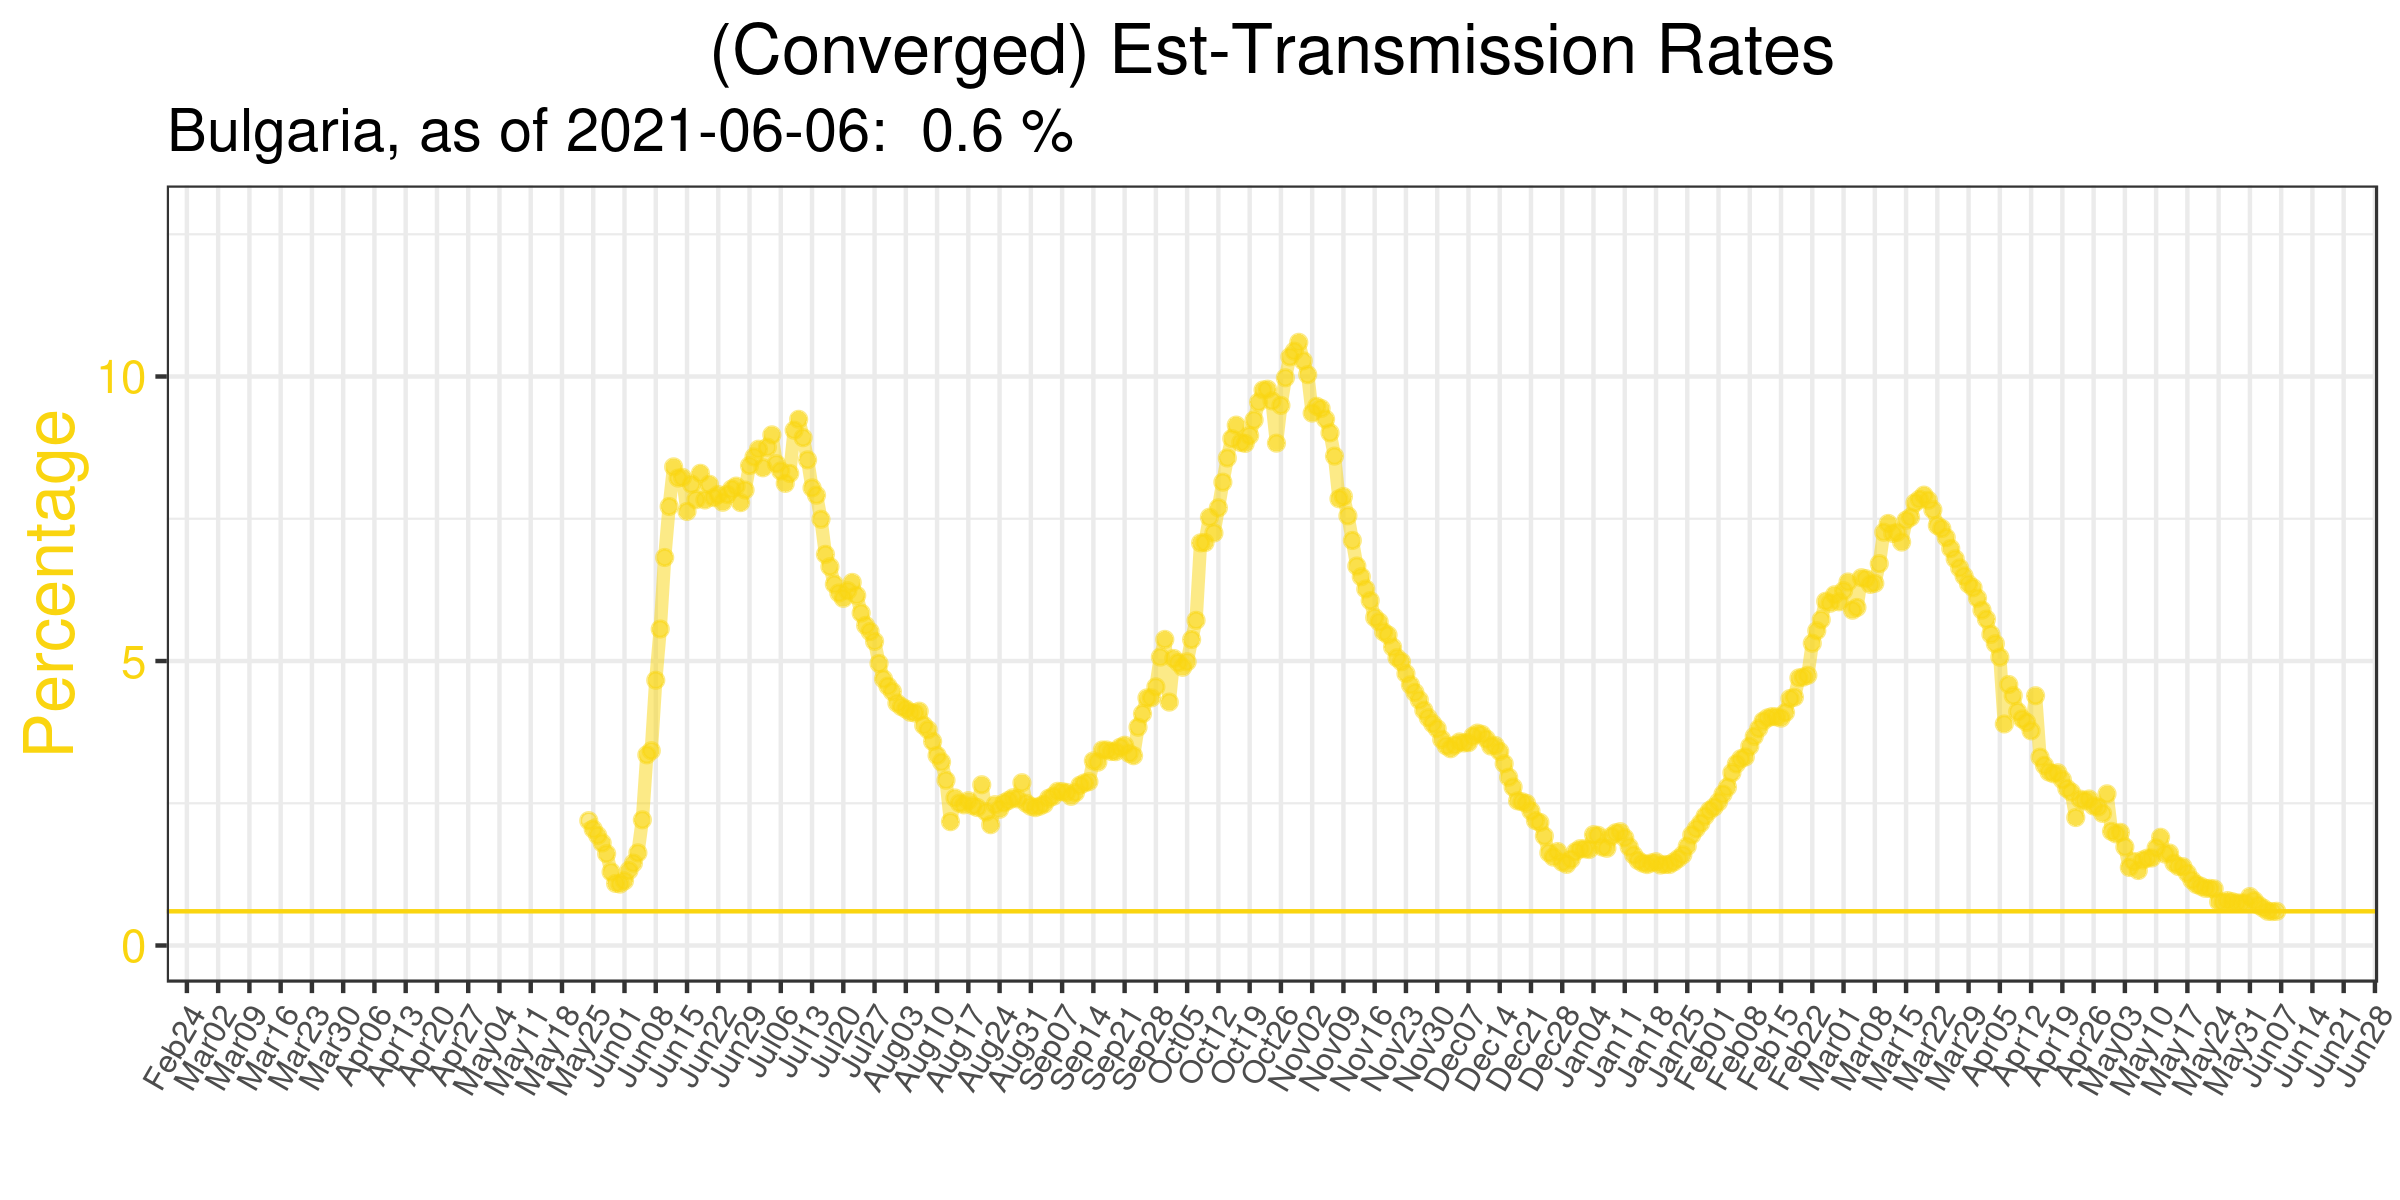 (Converged) Est-Transmission Rates
Bulgaria, as of 2021-06-06:  0.6 %
Percentage
10
5
0
Feb24
Mar02
Mar09
Mar16
Mar23
Mar30
Apr06
Apr13
Apr20
Apr27
May04
May11
May18
May25
Jun01
Jun08
Jun15
Jun22
Jun29
Jul06
Jul13
Jul20
Jul27
Aug03
Aug10
Aug17
Aug24
Aug31
Sep07
Sep14
Sep21
Sep28
Oct05
Oct12
Oct19
Oct26
Nov02
Nov09
Nov16
Nov23
Nov30
Dec07
Dec14
Dec21
Dec28
Jan04
Jan11
Jan18
Jan25
Feb01
Feb08
Feb15
Feb22
Mar01
Mar08
Mar15
Mar22
Mar29
Apr05
Apr12
Apr19
Apr26
May03
May10
May17
May24
May31
Jun07
Jun14
Jun21
Jun28